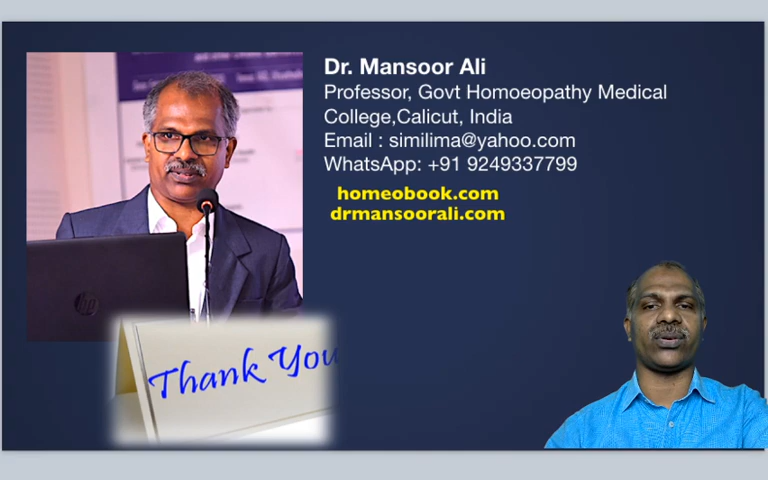 Dr. Mansoor Ali
Professor, Govt Homoeopathy Medical
College,Calicut, India
Email : similima@yahoo.com
WhatsApp: +91 9249337799
homeobook.com
drmansoorali.com
hp
Thank You